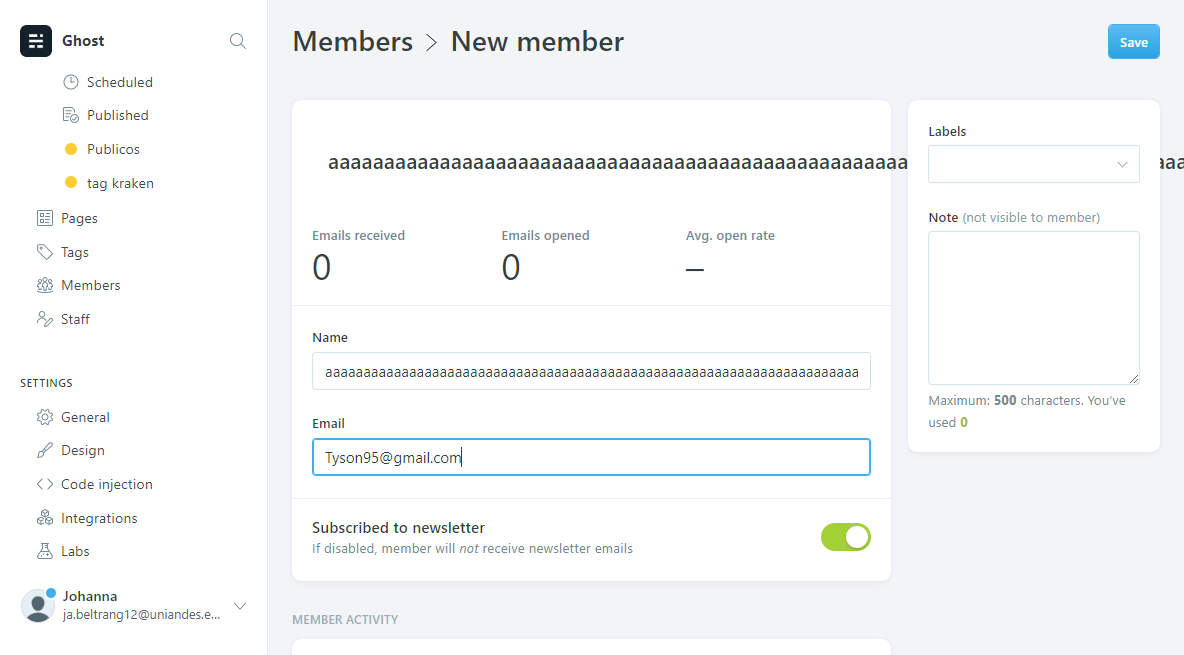 Ghost
Scheduled
Published
Publicos
tag kraken
Pages
Tags
Members
Staff
SETTINGS
General
Design
Code injection
Integrations
Labs
Johanna
ja.beltrang12@uniandes.e...
Members > New member
Save
Emails received
0
Emails opened
0
Avg. open rate
–
Name
Email
Tyson95@gmail.com
Subscribed to newsletter
If disabled, member will not receive newsletter emails
MEMBER ACTIVITY
Labels
Note (not visible to member)
Maximum: 500 characters. You've
used 0